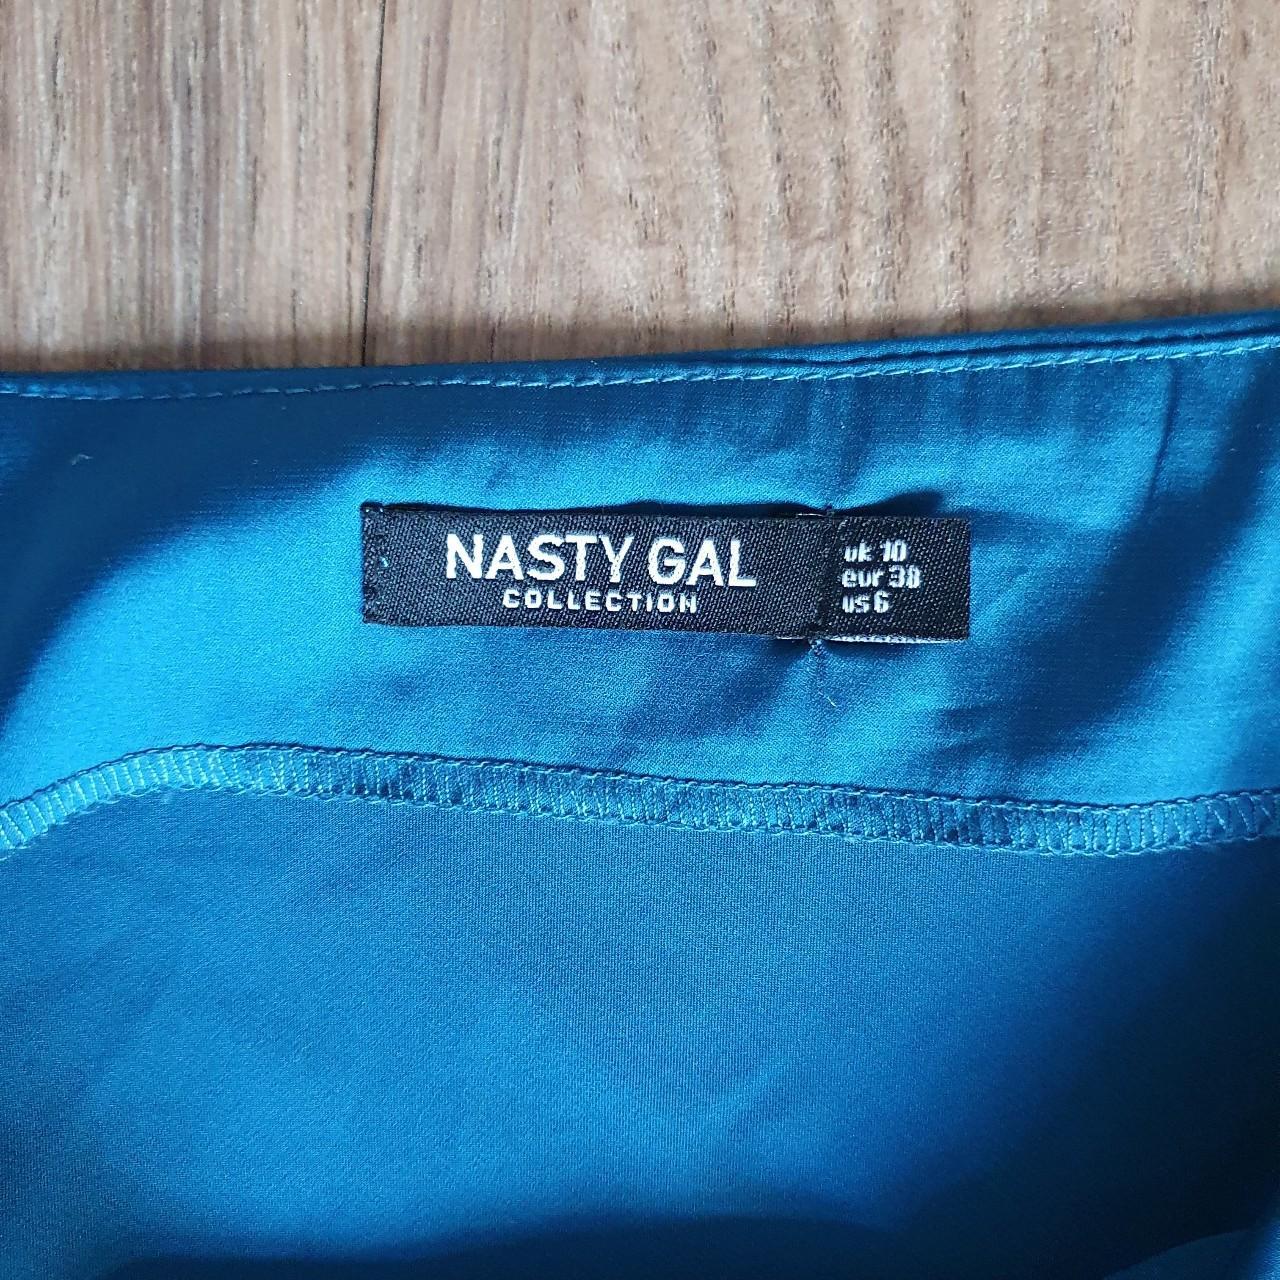 NASTY GAL
COLLECTION
uk 10
eur 38
us 6